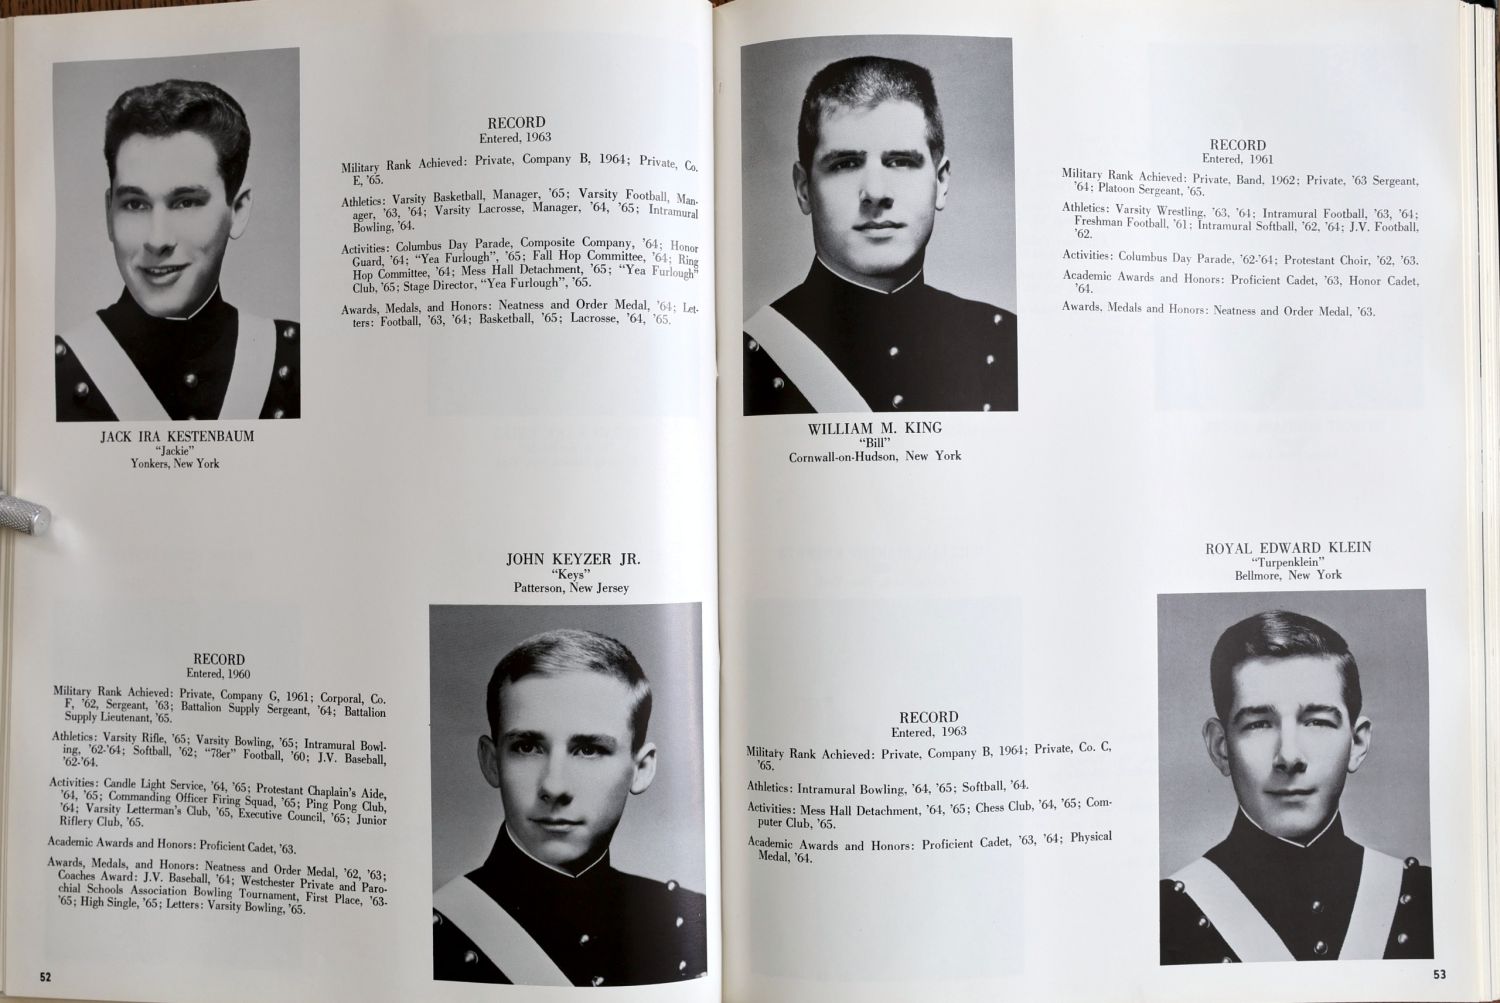 RECORD
Entered, 1963
Military Rank Achieved: Private, Company B, 1964; Private, Co.
E, '65.
Athletics: Varsity Basketball, Manager, '65; Varsity Football, Man-
ager, '63, '64; Varsity Lacrosse, Manager, '64, '65; Intramural
Bowling, '64.
Activities: Columbus Day Parade, Composite Company, '64; Honor
Guard, '64; "Yea Furlough", '65; Fall Hop Committee, '64; Ring
Hop Committee, '64; Mess Hall Detachment, '65; "Yea Furlough"
Club, '65; Stage Director, "Yea Furlough", '65.
Awards, Medals, and Honors: Neatness and Order Medal, '64; Let-
ters: Football, '63, '64; Basketball, '65; Lacrosse, '64, '65.
JACK IRA KESTENBAUM
"Jackie"
Yonkers, New York
JOHN KEYZER JR.
"Keys"
Patterson, New Jersey
RECORD
Entered, 1960
Military Rank Achieved: Private, Company G, 1961; Corporal, Co.
F, '62, Sergeant, '63; Battalion Supply Sergeant, '64; Battalion
Supply Lieutenant, '65.
Athletics: Varsity Rifle, '65; Varsity Bowling, '65; Intramural Bowl-
ing, '62-'64; Softball, '62; "78er" Football, '60; J.V. Baseball,
'62-'64.
Activities: Candle Light Service, '64, '65; Protestant Chaplain's Aide,
'64, '65; Commanding Officer Firing Squad, '65; Ping Pong Club,
'64; Varsity Letterman's Club, '65, Executive Council, '65; Junior
Riflery Club, '65.
Academic Awards and Honors: Proficient Cadet, '63.
Awards, Medals, and Honors: Neatness and Order Medal, '62, '63;
Coaches Award: J.V. Baseball, '64; Westchester Private and Paro-
chial Schools Association Bowling Tournament, First Place, '63-
'65; High Single, '65; Letters: Varsity Bowling, '65.
52
WILLIAM M. KING
"Bill"
Cornwall-on-Hudson, New York
RECORD
Entered, 1961
Military Rank Achieved: Private, Band, 1962; Private, '63 Sergeant,
'64; Platoon Sergeant, '65.
Athletics: Varsity Wrestling, '63, '64; Intramural Football, '63, '64;
Freshman Football, '61; Intramural Softball, '62, '64; J.V. Football,
'62.
Activities: Columbus Day Parade, '62-'64; Protestant Choir, '62, '63.
Academic Awards and Honors: Proficient Cadet, '63, Honor Cadet,
'64.
Awards, Medals and Honors: Neatness and Order Medal, '63.
ROYAL EDWARD KLEIN
"Turpenklein"
Bellmore, New York
RECORD
Entered, 1963
Military Rank Achieved: Private, Company B, 1964; Private, Co. C,
'65.
Athletics: Intramural Bowling, '64, '65; Softball, '64.
Activities: Mess Hall Detachment, '64, '65; Chess Club, '64, '65; Com-
puter Club, '65.
Academic Awards and Honors: Proficient Cadet, '63, '64; Physical
Medal, '64.
53